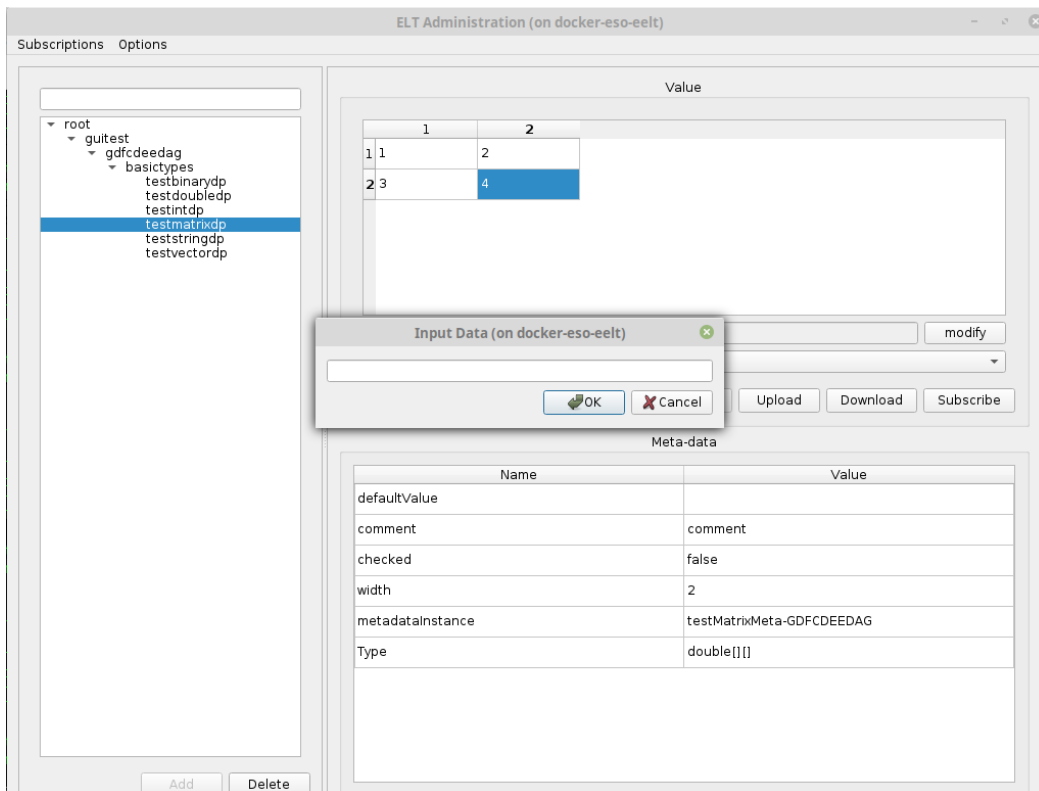 ELT Administration (on docker-eso-eelt)
Subscriptions Options
root
guitest
gdfcdeedag
basictypes
testbinarydp
testdoubledp
testintdp
testmatrixdp
teststringdp
testvectordp
Add Delete
Value
1 2
1 1 2
2 3 4
modify
Input Data (on docker-eso-eelt)
OK Cancel
Upload Download Subscribe
Meta-data
Name Value
defaultValue
comment comment
checked false
width 2
metadataInstance testMatrixMeta-GDFCDEEDAG
Type double[][]